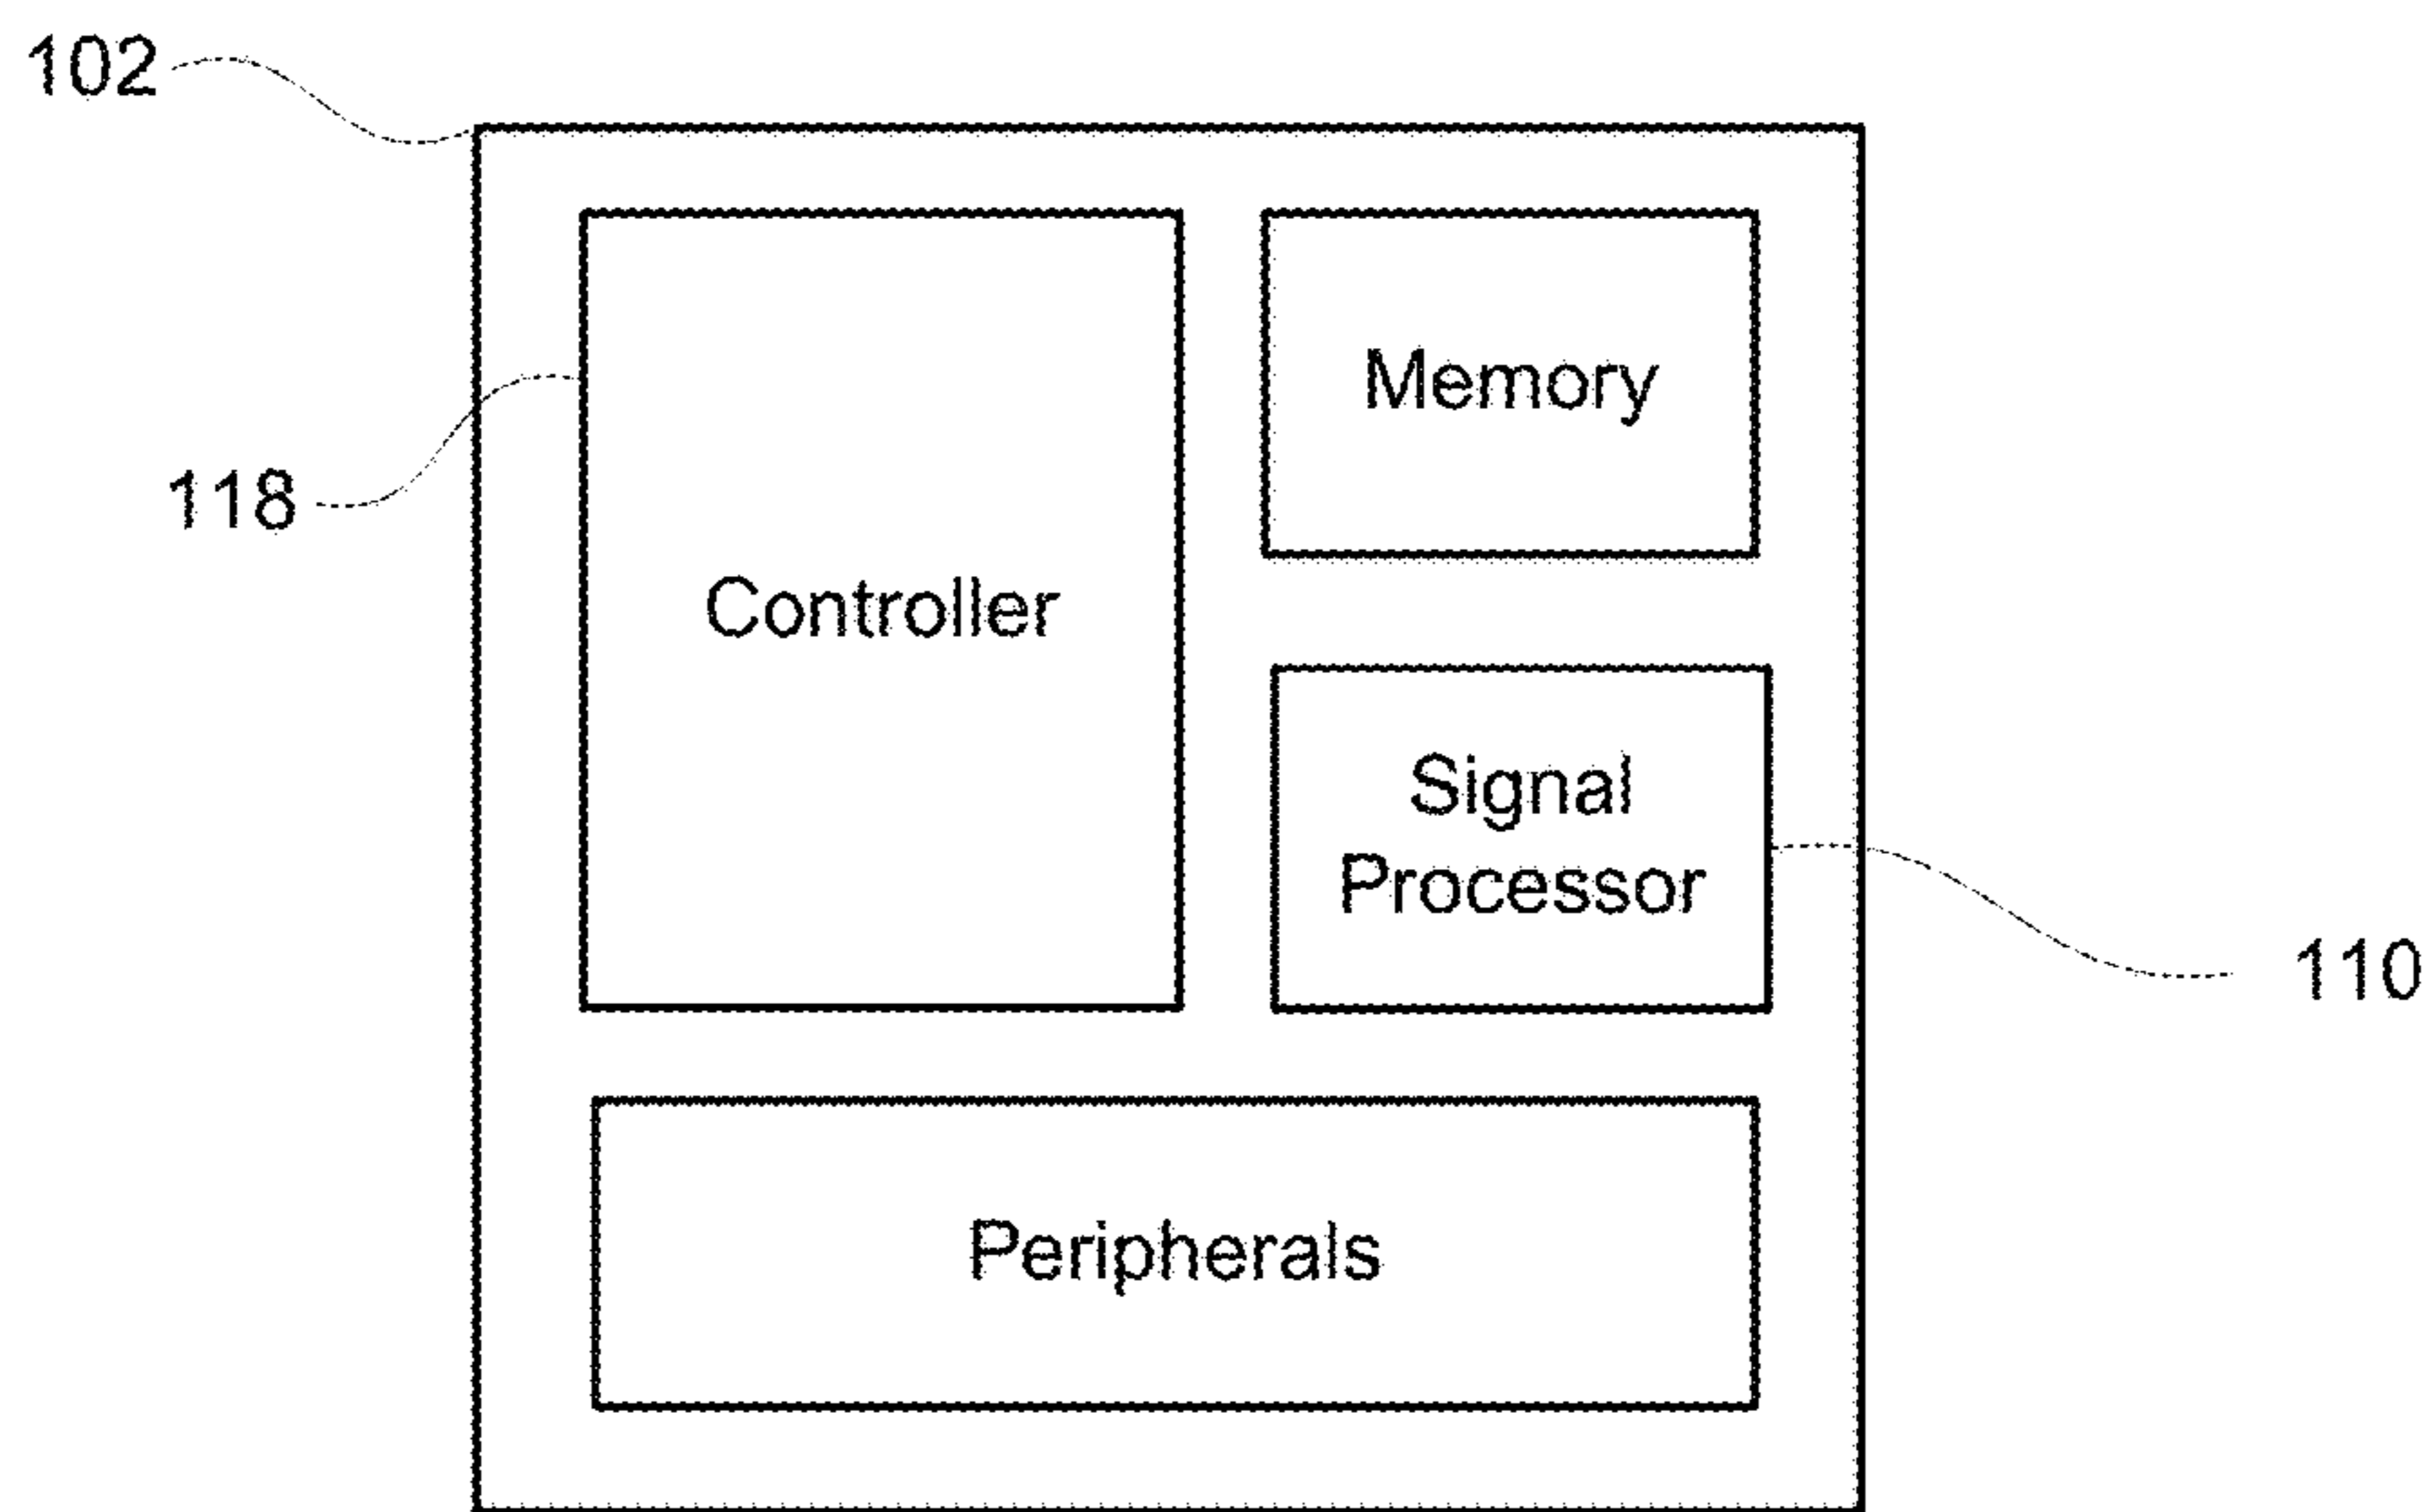 102
Memory
118
Controller
Signal
Processor
110
Peripherals